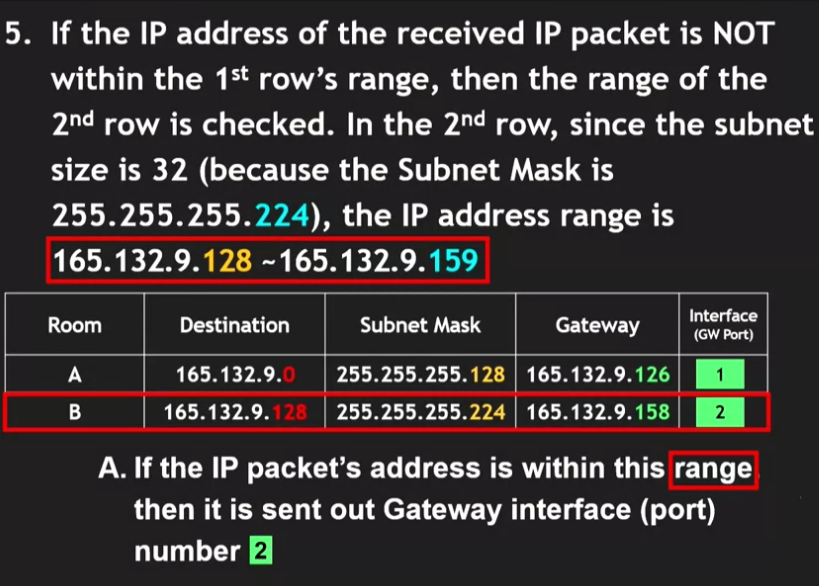 5. If the IP address of the received IP packet is NOT
within the 1st row's range, then the range of the
2nd row is checked. In the 2nd row, since the subnet
size is 32 (because the Subnet Mask is
255.255.255.224), the IP address range is
165.132.9.128 ~165.132.9.159
Room Destination Subnet Mask Gateway Interface (GW Port)
A 165.132.9.0 255.255.255.128 165.132.9.126 1
B 165.132.9.128 255.255.255.224 165.132.9.158 2
A. If the IP packet's address is within this range,
then it is sent out Gateway interface (port)
number 2